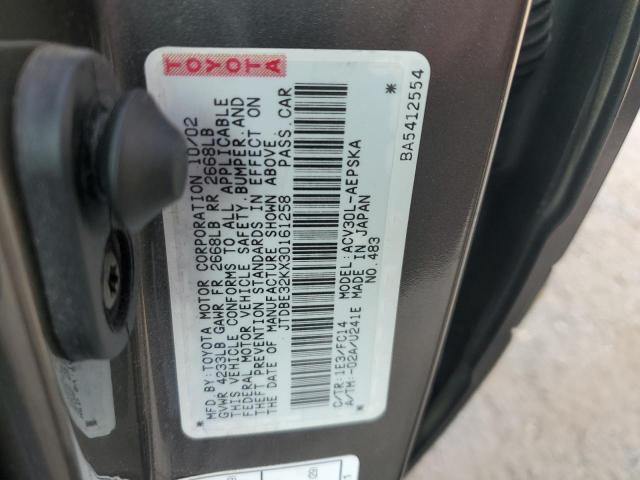 TOYOTA
MFD.BY:TOYOTA MOTOR CORPORATION 10/02
GVWR 4233LB GAWR FR 2668LB RR 2668LB
THIS VEHICLE CONFORMS TO ALL APPLICABLE
FEDERAL MOTOR VEHICLE SAFETY,BUMPER,AND
THEFT PREVENTION STANDARDS IN EFFECT ON
THE DATE OF MANUFACTURE SHOWN ABOVE.
* JTDBE32KX30161258 PASS.CAR *
C/TR:1E3/FC14 MODEL:ACV30L-AEPSKA
A/TM:-02A/U241E MADE IN JAPAN
NO.483
* BA5412554 *